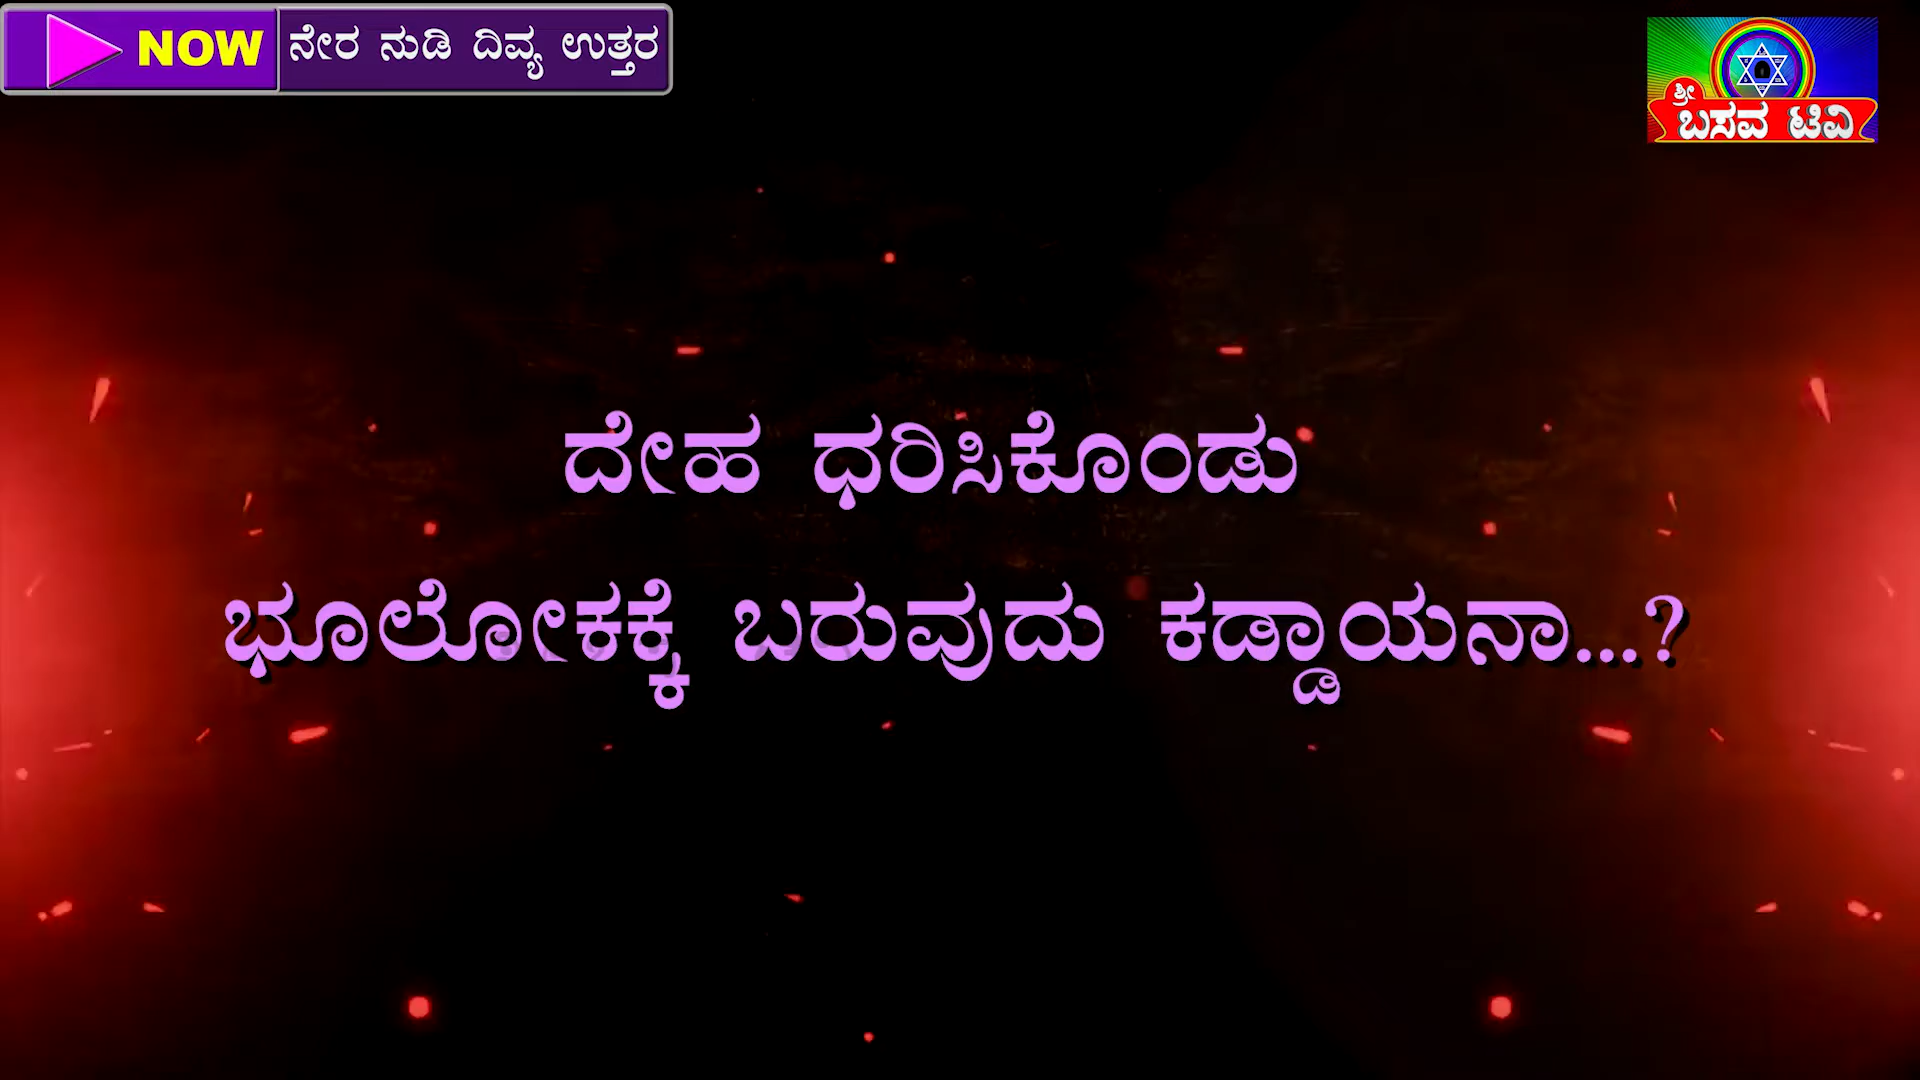 NOW ನೇರ ನುಡಿ ದಿವ್ಯ ಉತ್ತರ
ಶ್ರೀ
ಬಸವ ಟಿವಿ
ದೇಹ ಧರಿಸಿಕೊಂಡು
ಭೂಲೋಕಕ್ಕೆ ಬರುವುದು ಕಡ್ಡಾಯನಾ...?